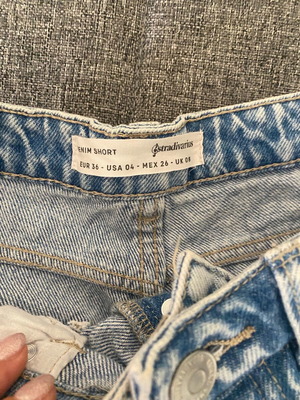 ENIM SHORT stradivarius
EUR 36 - USA 04 - MEX 26 - UK 08